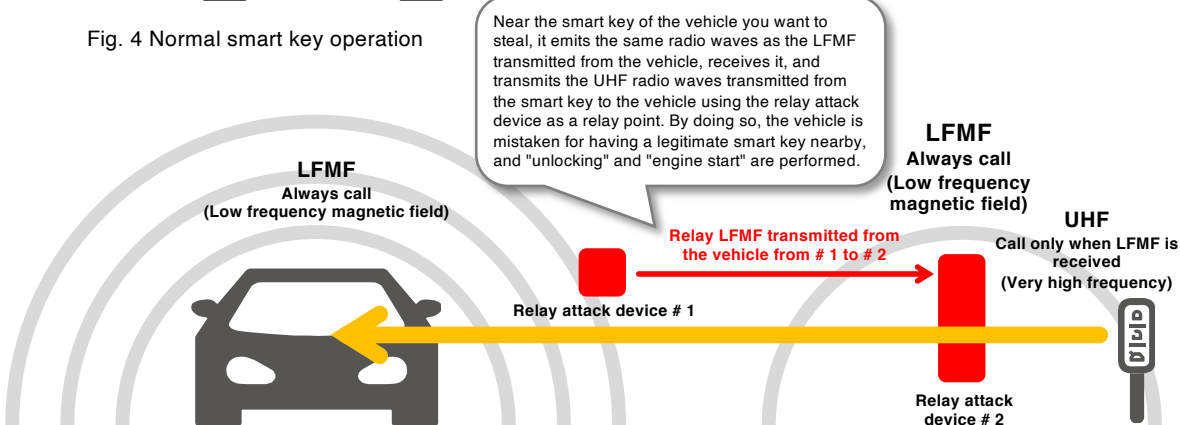 Fig. 4 Normal smart key operation
Near the smart key of the vehicle you want to
steal, it emits the same radio waves as the LFMF
transmitted from the vehicle, receives it, and
transmits the UHF radio waves transmitted from
the smart key to the vehicle using the relay attack
device as a relay point. By doing so, the vehicle is
mistaken for having a legitimate smart key nearby,
and "unlocking" and "engine start" are performed.
LFMF
Always call
(Low frequency magnetic field)
LFMF
Always call
(Low frequency
magnetic field)
UHF
Call only when LFMF is
received
(Very high frequency)
Relay LFMF transmitted from
the vehicle from # 1 to # 2
Relay attack device # 1
Relay attack
device # 2